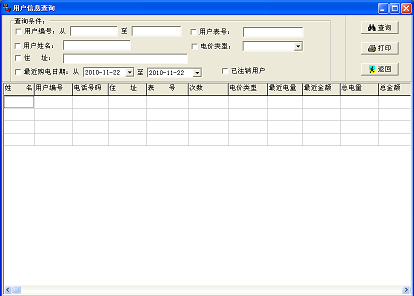 用户信息查询
查询条件:
用户编号: 从 至 用户表号: 查询
用户姓名: 电价类型: 打印
住 址:
最近购电日期: 从 2010-11-22 至 2010-11-22 已注销用户 返回
姓 名 用户编号 电话号码 住 址 表 号 次数 电价类型 最近电量 最近金额 总电量 总金额